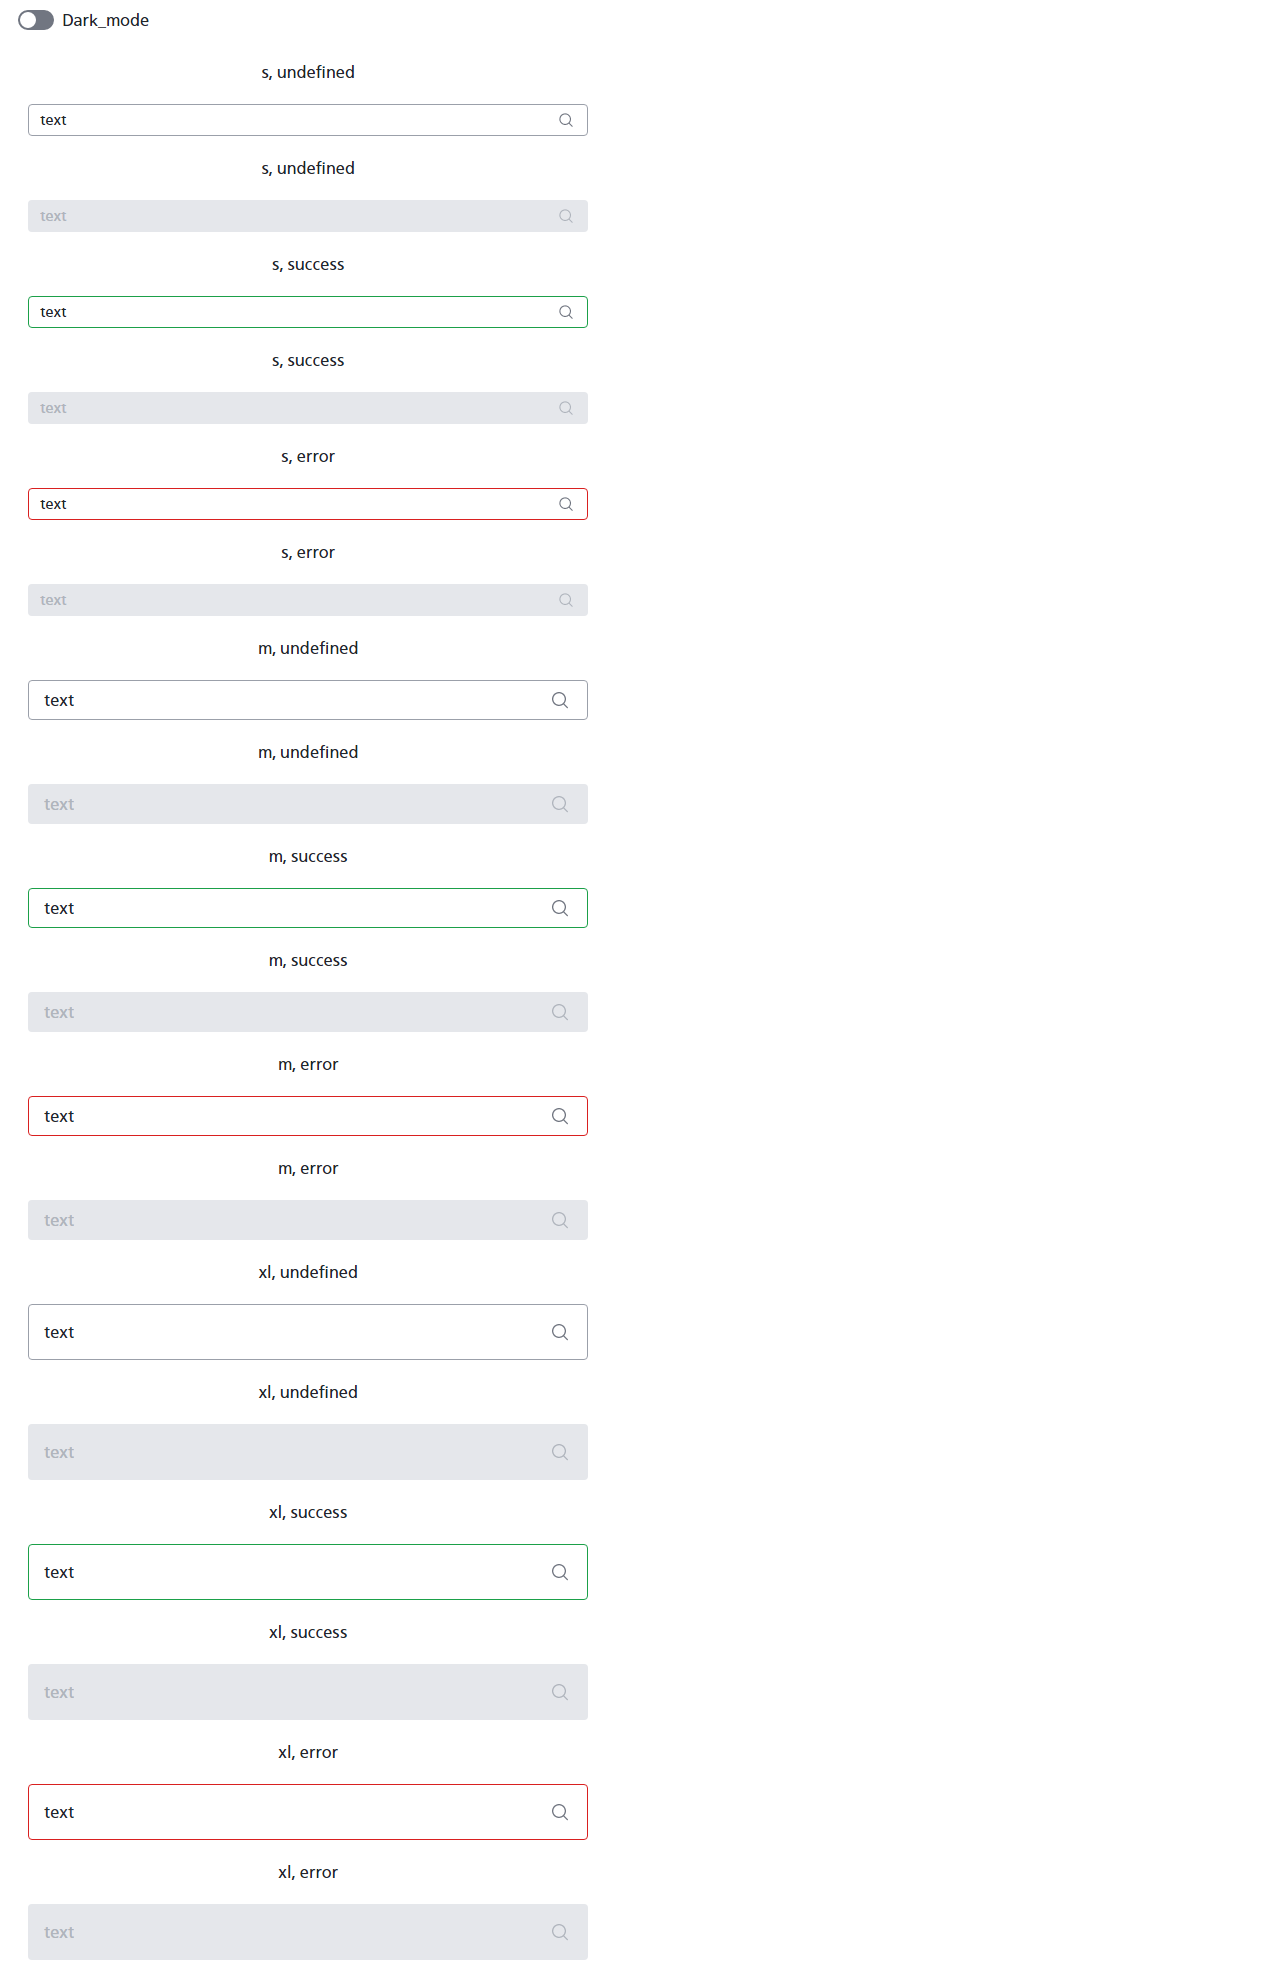 Dark_mode
s, undefined
text
s, undefined
text
s, success
text
s, success
text
s, error
text
s, error
text
m, undefined
text
m, undefined
text
m, success
text
m, success
text
m, error
text
m, error
text
xl, undefined
text
xl, undefined
text
xl, success
text
xl, success
text
xl, error
text
xl, error
text